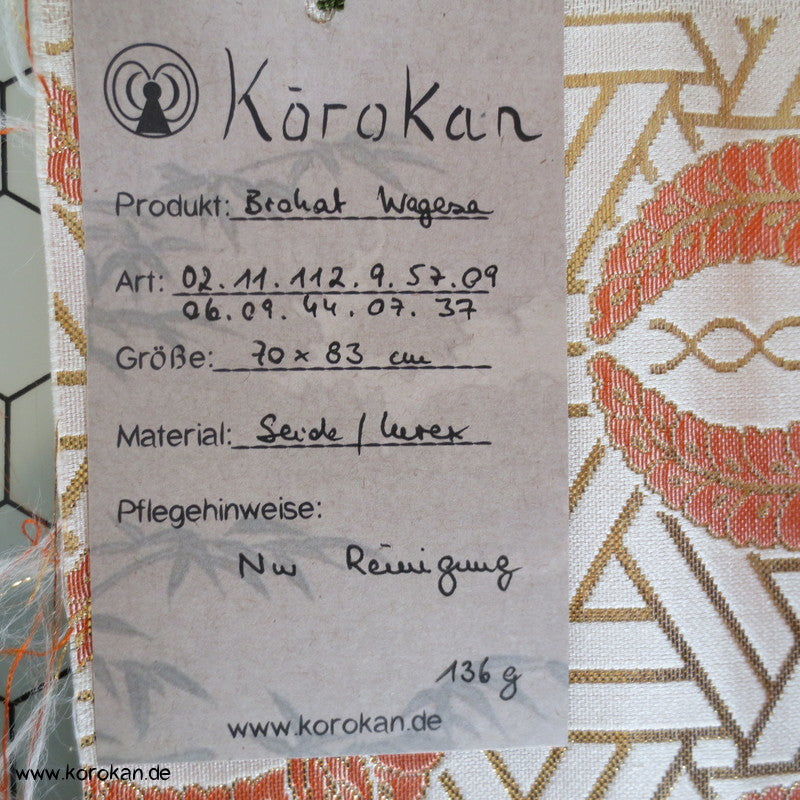 Kōrokan
Produkt: Brokat Wagesa
Art: 02.11.112.9.57.09
06.09.44.07.37
Größe: 70 x 83 cm
Material: Seide / Lurex
Pflegehinweise:
Nur Reinigung
136 g
www.korokan.de
www.korokan.de